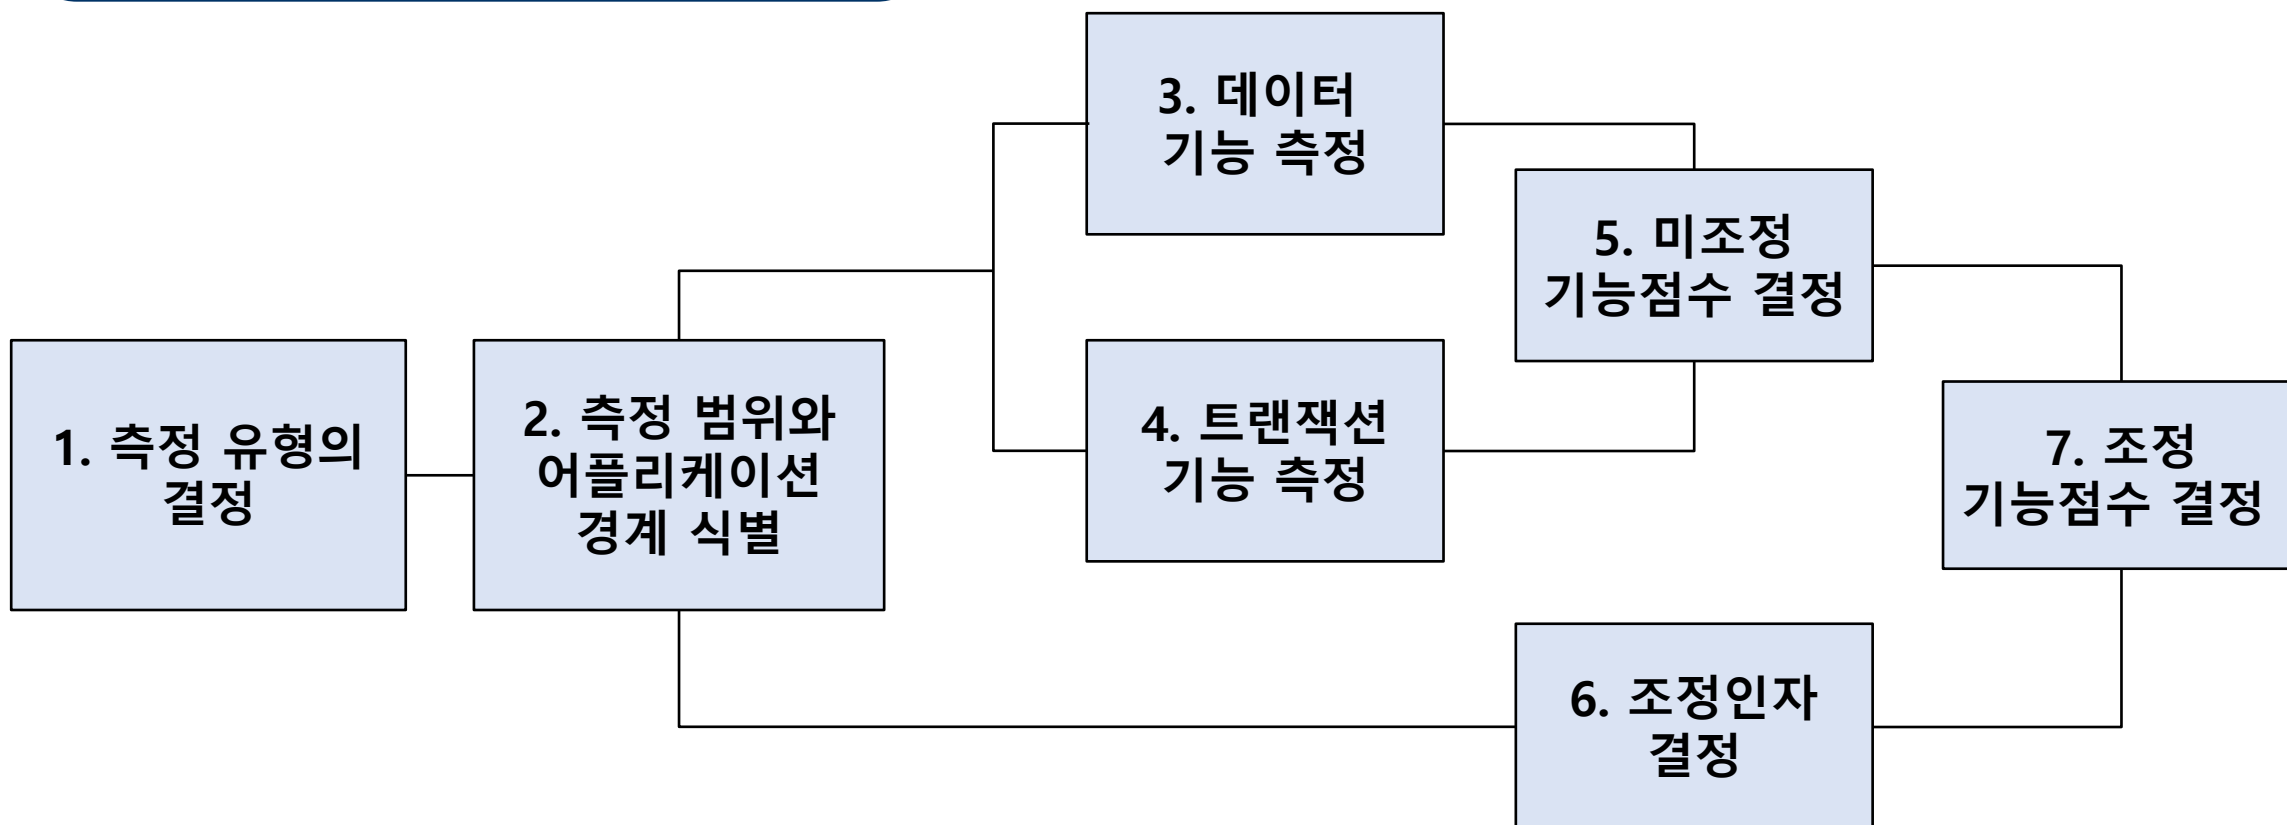 1. 측정 유형의
결정
2. 측정 범위와
어플리케이션
경계 식별
3. 데이터
기능 측정
4. 트랜잭션
기능 측정
5. 미조정
기능점수 결정
6. 조정인자
결정
7. 조정
기능점수 결정